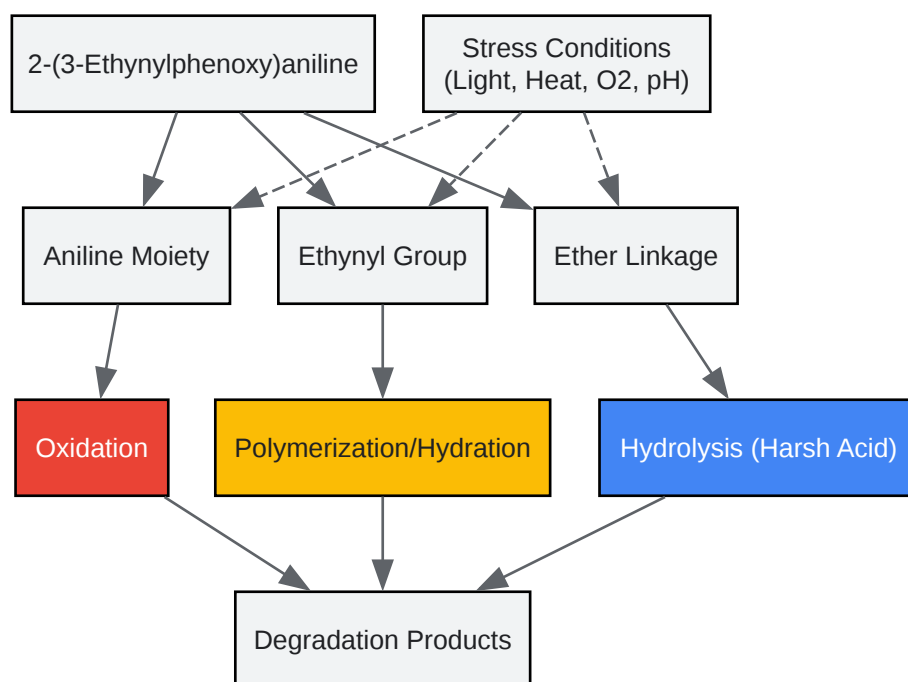 2-(3-Ethynylphenoxy)aniline
Stress Conditions
(Light, Heat, O2, pH)
Aniline Moiety
Ethynyl Group
Ether Linkage
Oxidation
Polymerization/Hydration
Hydrolysis (Harsh Acid)
Degradation Products